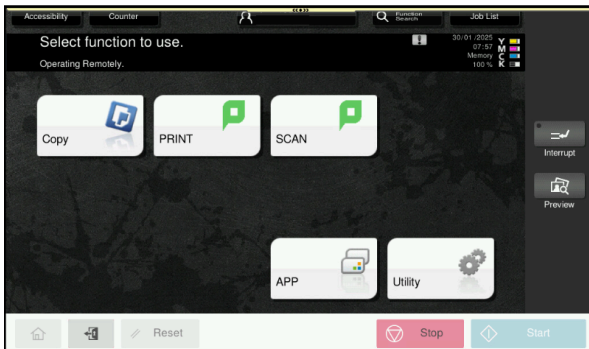 Accessibility
Counter
Function
Search
Job List
Select function to use.
Operating Remotely.
30/01/2025
07:57
Memory
100 %
Y
M
C
K
Copy
PRINT
SCAN
Interrupt
Preview
APP
Utility
Reset
Stop
Start